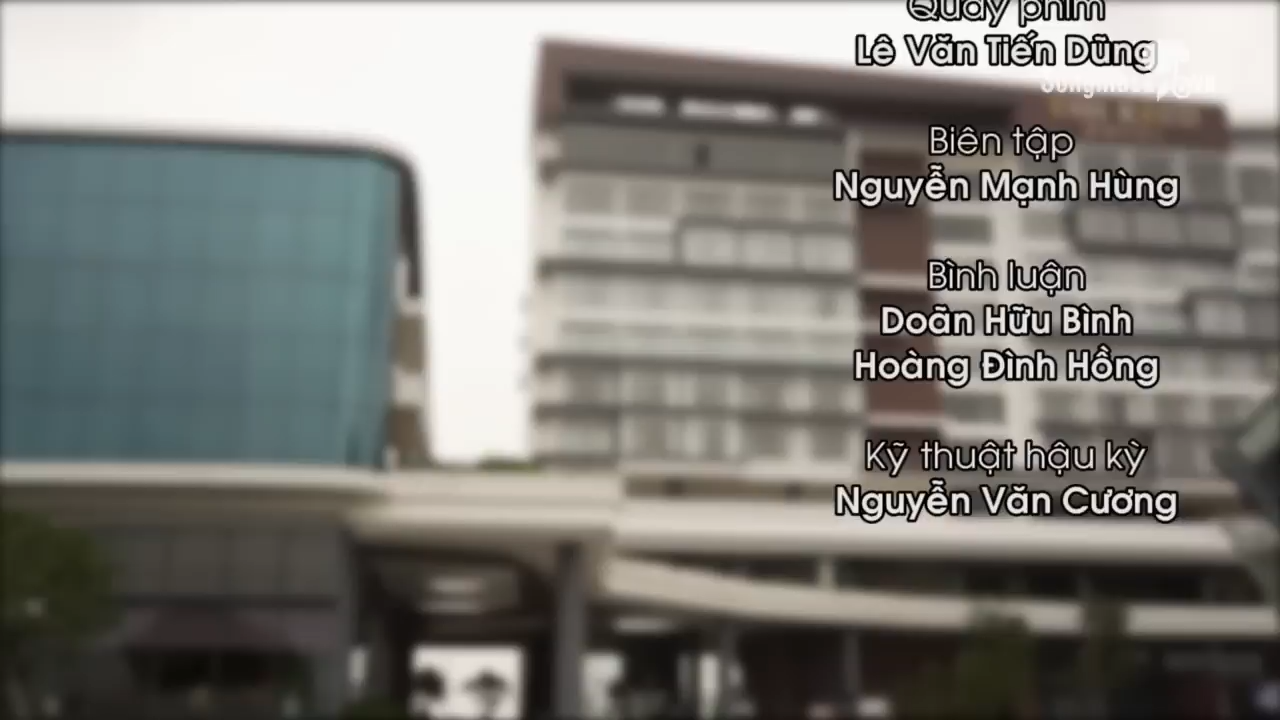 Quay phim
Lê Văn Tiến Dũng
Biên tập
Nguyễn Mạnh Hùng
Bình luận
Doãn Hữu Bình
Hoàng Đình Hồng
Kỹ thuật hậu kỳ
Nguyễn Văn Cương